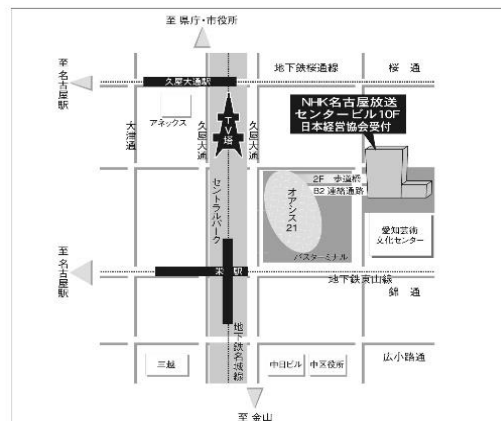 至 県庁・市役所
至 名古屋駅
久屋大通駅
地下鉄桜通線
桜 通
アネックス
TV塔
NHK名古屋放送
センタービル10F
日本経営協会受付
大津通
久屋大通
久屋大通
セントラルパーク
2F 歩道橋
B2 連絡通路
オアシス21
愛知芸術
文化センター
バスターミナル
至 名古屋駅
栄 駅
地下鉄東山線
錦 通
地下鉄名城線
三越
中日ビル
中区役所
広小路通
至 金山